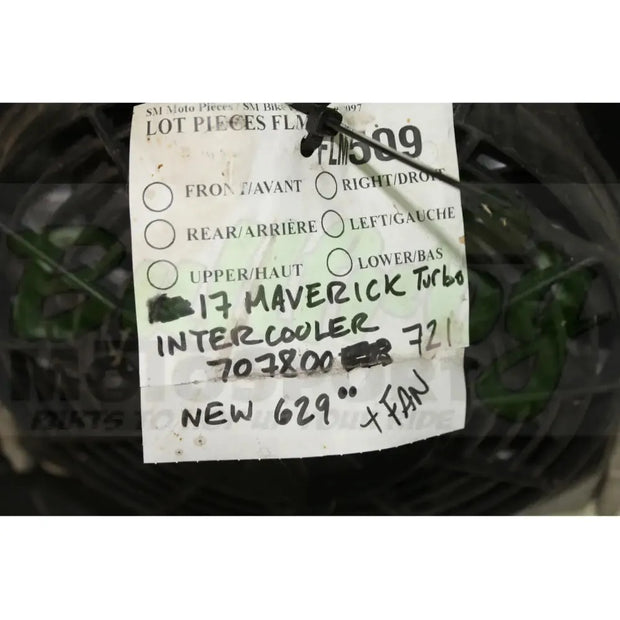 SM Moto Pieces / SM Bike 097
LOT PIECES FLM
FLM509
FRONT/AVANT RIGHT/DROIT
REAR/ARRIÈRE LEFT/GAUCHE
UPPER/HAUT LOWER/BAS
17 MAVERICK Turbo
INTERCOOLER
707800 721
NEW 629°° + FAN